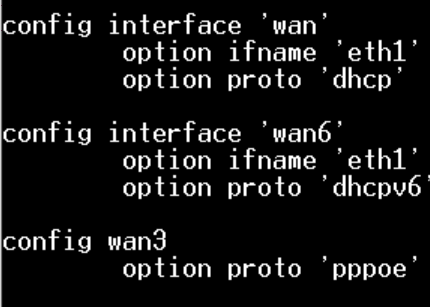 config interface 'wan'
option ifname 'eth1'
option proto 'dhcp'
config interface 'wan6'
option ifname 'eth1'
option proto 'dhcpv6'
config wan3
option proto 'pppoe'